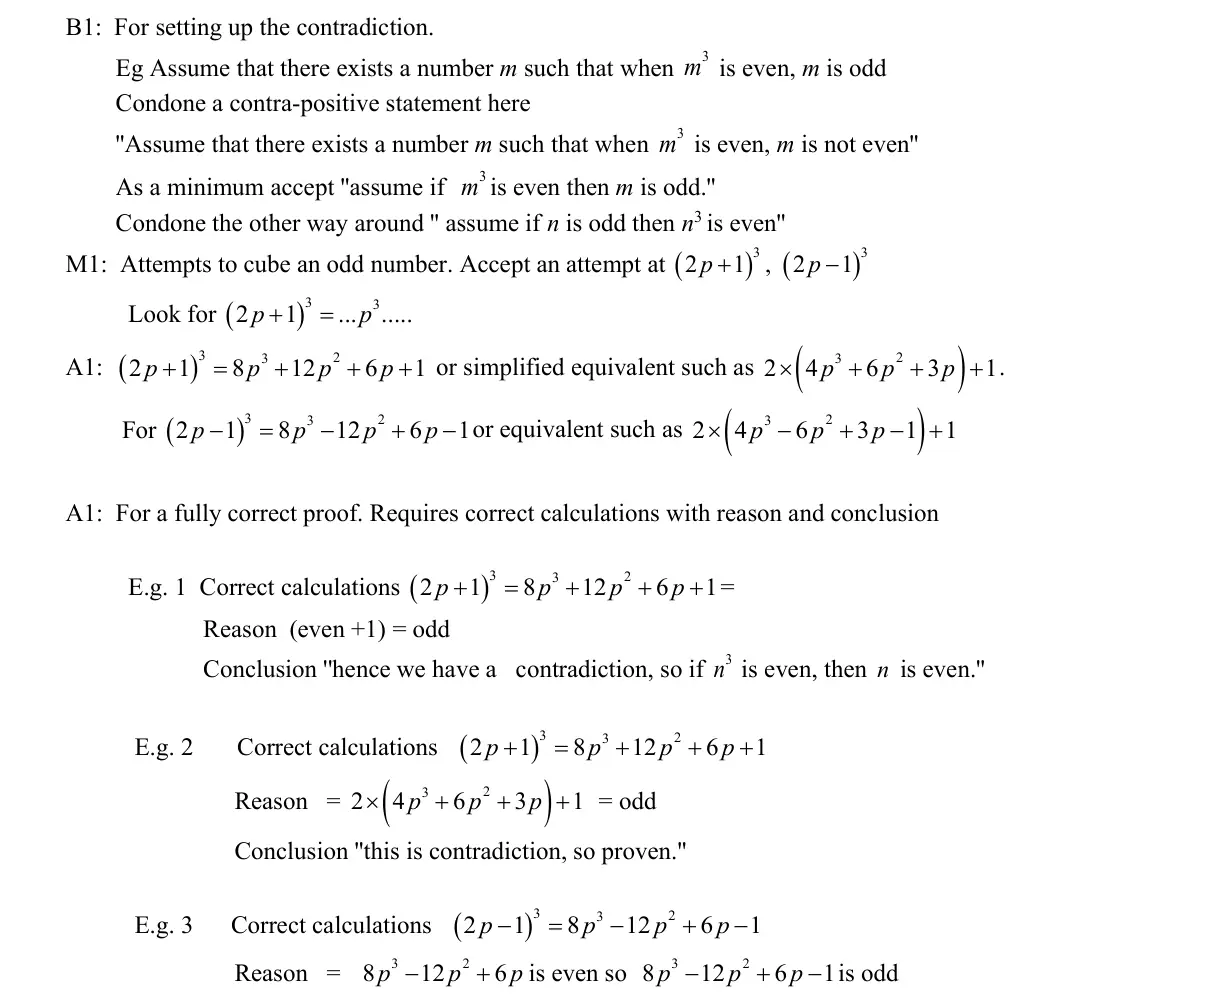 B1: For setting up the contradiction.
Eg Assume that there exists a number m such that when m³ is even, m is odd
Condone a contra-positive statement here
"Assume that there exists a number m such that when m³ is even, m is not even"
As a minimum accept "assume if m³ is even then m is odd."
Condone the other way around " assume if n is odd then n³ is even"
M1: Attempts to cube an odd number. Accept an attempt at (2p+1)³, (2p−1)³
Look for (2p+1)³ = ...p³.....
A1: (2p+1)³ = 8p³+12p²+6p+1 or simplified equivalent such as 2×(4p³+6p²+3p)+1.
For (2p−1)³ = 8p³−12p²+6p−1 or equivalent such as 2×(4p³−6p²+3p−1)+1
A1: For a fully correct proof. Requires correct calculations with reason and conclusion
E.g. 1 Correct calculations (2p+1)³ = 8p³+12p²+6p+1=
Reason (even +1) = odd
Conclusion "hence we have a contradiction, so if n³ is even, then n is even."
E.g. 2 Correct calculations (2p+1)³ = 8p³+12p²+6p+1
Reason = 2×(4p³+6p²+3p)+1 = odd
Conclusion "this is contradiction, so proven."
E.g. 3 Correct calculations (2p−1)³ = 8p³−12p²+6p−1
Reason = 8p³−12p²+6p is even so 8p³−12p²+6p−1 is odd